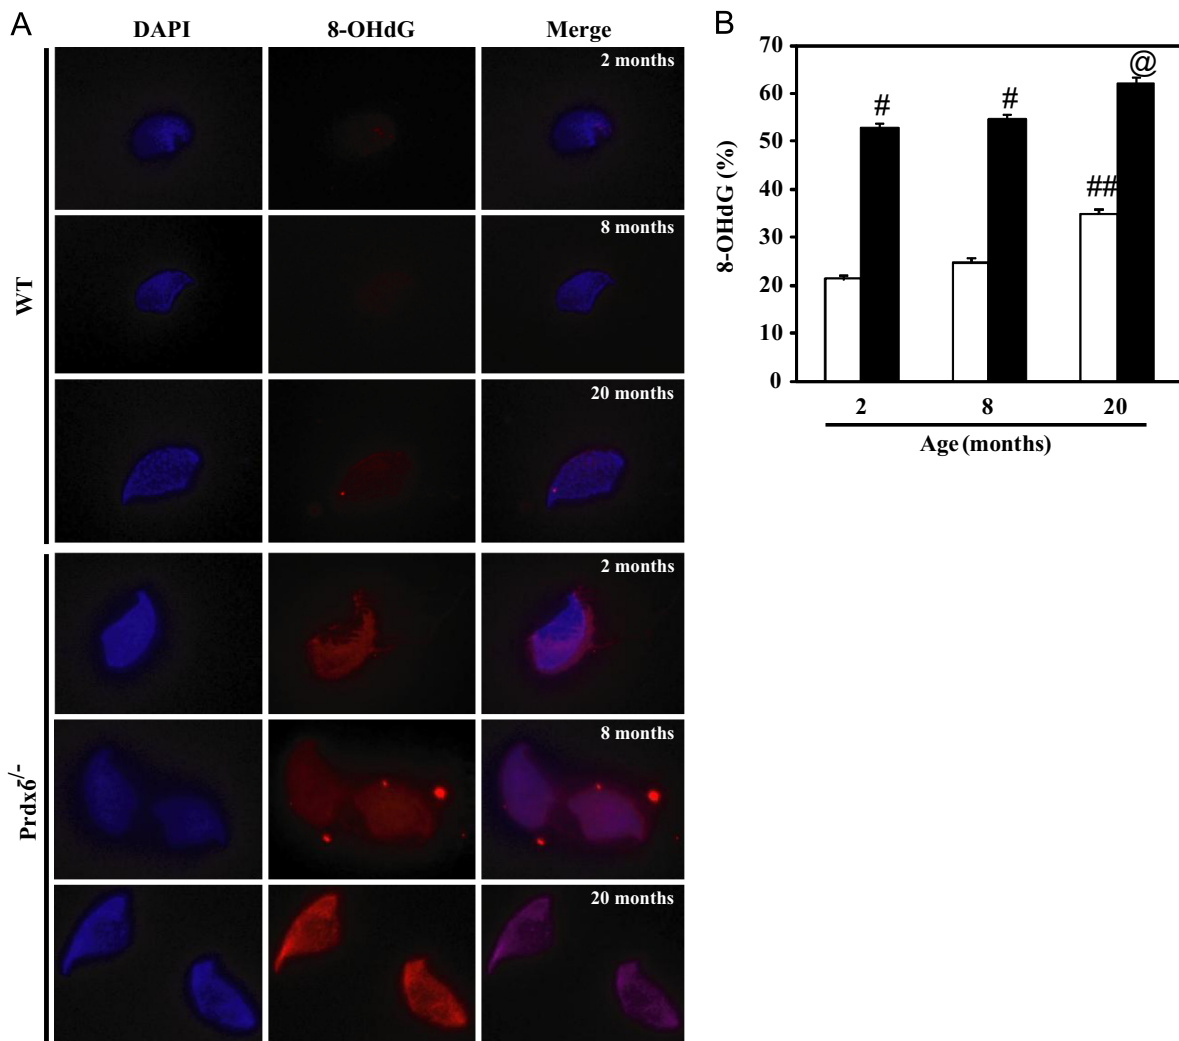 A
DAPI 8-OHdG Merge
2 months
8 months
20 months
WT
2 months
8 months
20 months
Prdx6-/-
B
8-OHdG (%)
70
60
50
40
30
20
10
0
# # @
##
2 8 20
Age (months)